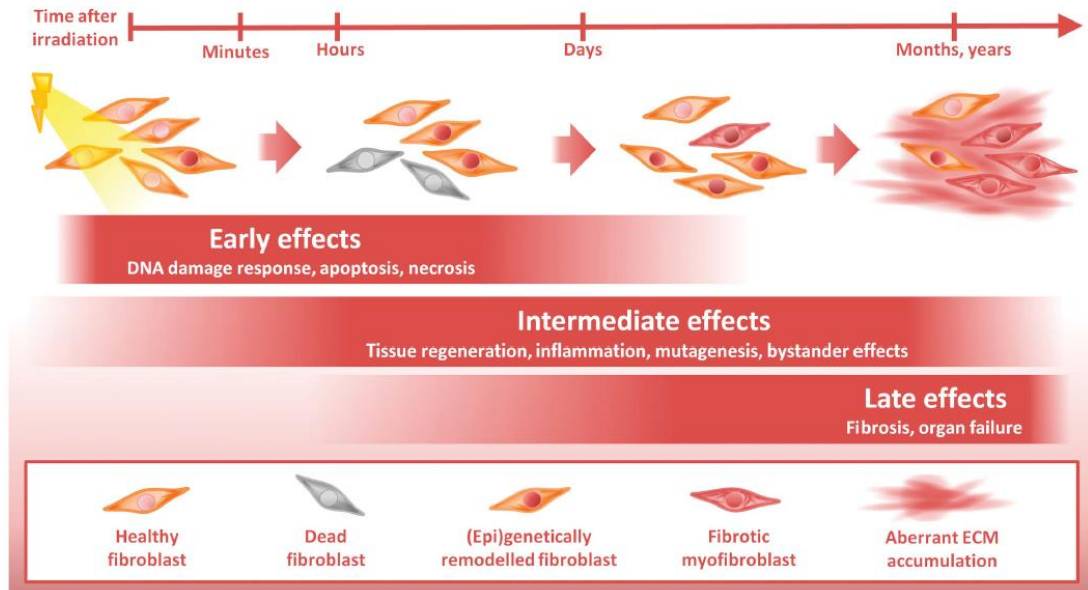 Time after
irradiation
Minutes
Hours
Days
Months, years
Early effects
DNA damage response, apoptosis, necrosis
Intermediate effects
Tissue regeneration, inflammation, mutagenesis, bystander effects
Late effects
Fibrosis, organ failure
Healthy
fibroblast
Dead
fibroblast
(Epi)genetically
remodelled fibroblast
Fibrotic
myofibroblast
Aberrant ECM
accumulation